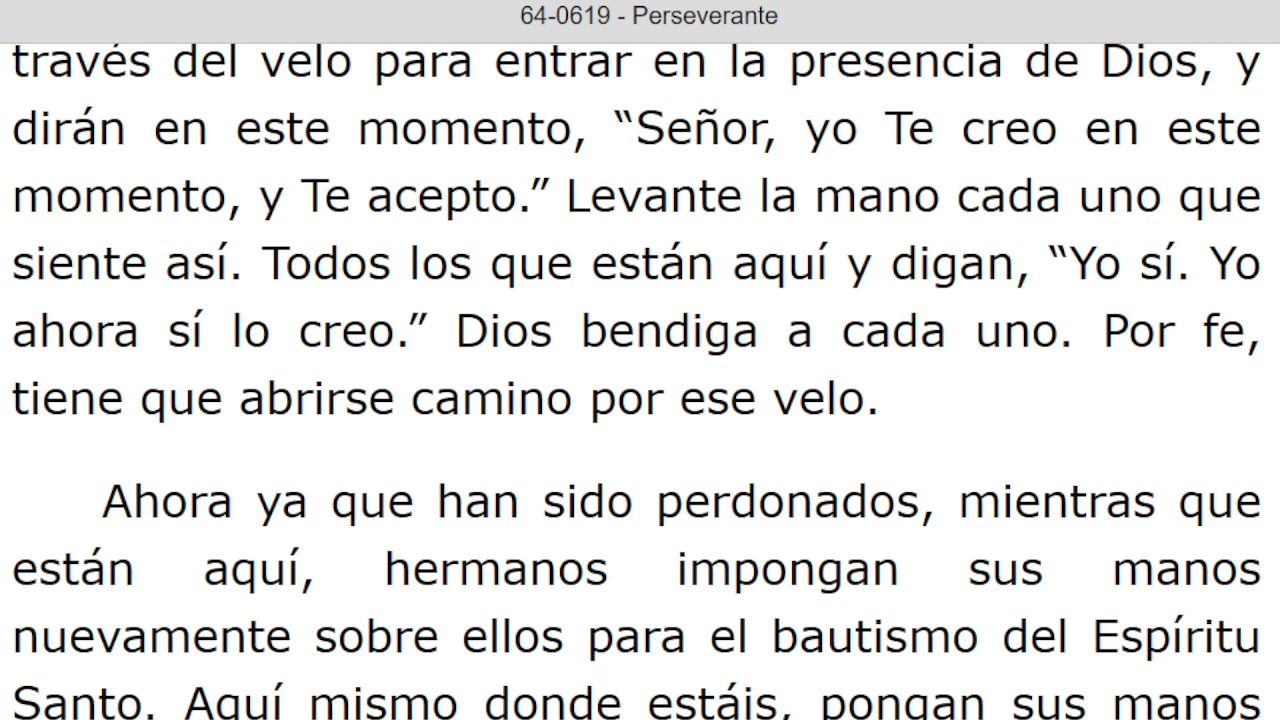 64-0619 - Perseverante
través del velo para entrar en la presencia de Dios, y
dirán en este momento, “Señor, yo Te creo en este
momento, y Te acepto.” Levante la mano cada uno que
siente así. Todos los que están aquí y digan, “Yo sí. Yo
ahora sí lo creo.” Dios bendiga a cada uno. Por fe,
tiene que abrirse camino por ese velo.
Ahora ya que han sido perdonados, mientras que
están aquí, hermanos impongan sus manos
nuevamente sobre ellos para el bautismo del Espíritu
Santo. Aquí mismo donde estáis, pongan sus manos